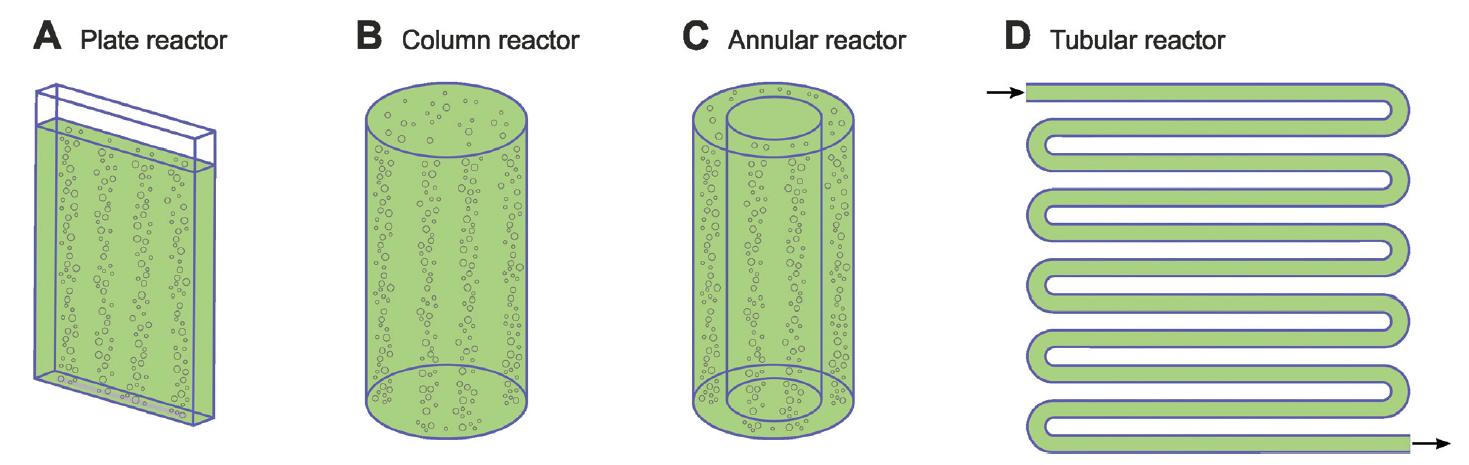 A Plate reactor
B Column reactor
C Annular reactor
D Tubular reactor